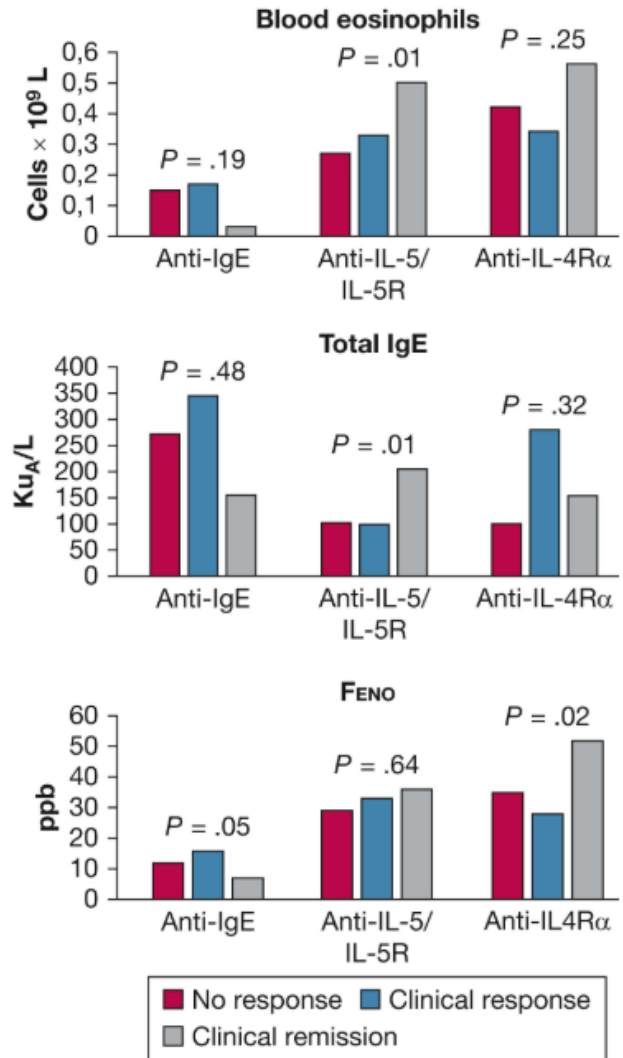 Blood eosinophils
Cells × 10⁹ L
0,6
0,5
0,4
0,3
0,2
0,1
0
P = .19
P = .01
P = .25
Anti-IgE
Anti-IL-5/
IL-5R
Anti-IL-4Rα
Total IgE
KuA/L
400
350
300
250
200
150
100
50
0
P = .48
P = .01
P = .32
Anti-IgE
Anti-IL-5/
IL-5R
Anti-IL-4Rα
FENO
ppb
60
50
40
30
20
10
0
P = .05
P = .64
P = .02
Anti-IgE
Anti-IL-5/
IL-5R
Anti-IL4Rα
No response Clinical response
Clinical remission